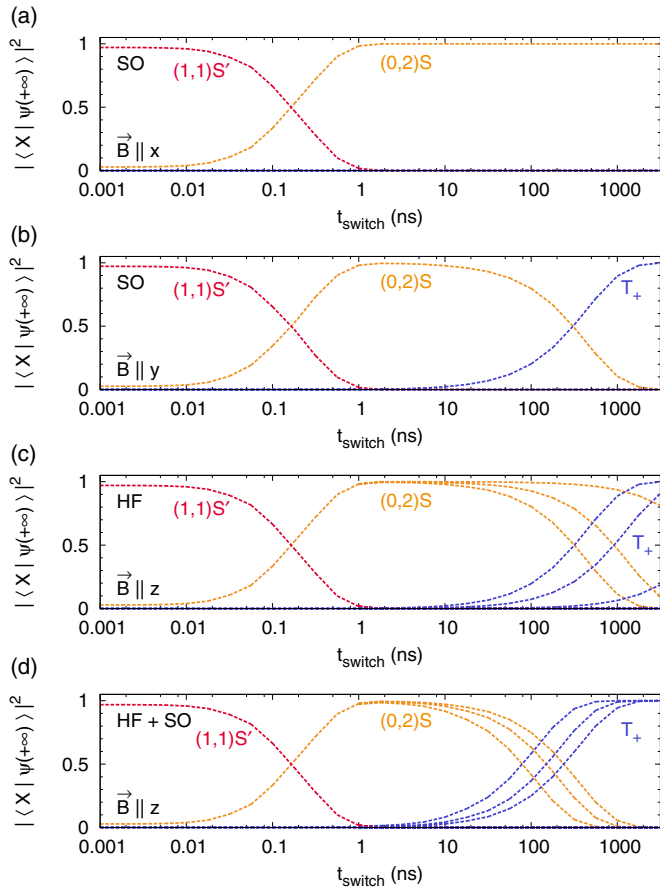 (a)
| ⟨ X | ψ(+∞) ⟩ |²
1
0.5
0
SO
(1,1)S′
(0,2)S
B→ || x
0.001 0.01 0.1 1 10 100 1000
t_switch (ns)
(b)
| ⟨ X | ψ(+∞) ⟩ |²
1
0.5
0
SO
(1,1)S′
(0,2)S
T₊
B→ || y
0.001 0.01 0.1 1 10 100 1000
t_switch (ns)
(c)
| ⟨ X | ψ(+∞) ⟩ |²
1
0.5
0
HF
(1,1)S′
(0,2)S
T₊
B→ || z
0.001 0.01 0.1 1 10 100 1000
t_switch (ns)
(d)
| ⟨ X | ψ(+∞) ⟩ |²
1
0.5
0
HF + SO
(1,1)S′
(0,2)S
T₊
B→ || z
0.001 0.01 0.1 1 10 100 1000
t_switch (ns)